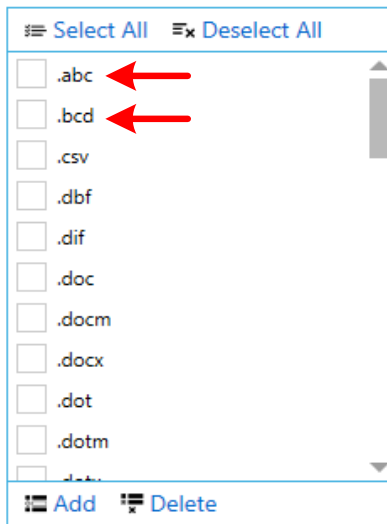 Select All Deselect All
.abc
.bcd
.csv
.dbf
.dif
.doc
.docm
.docx
.dot
.dotm
Add Delete